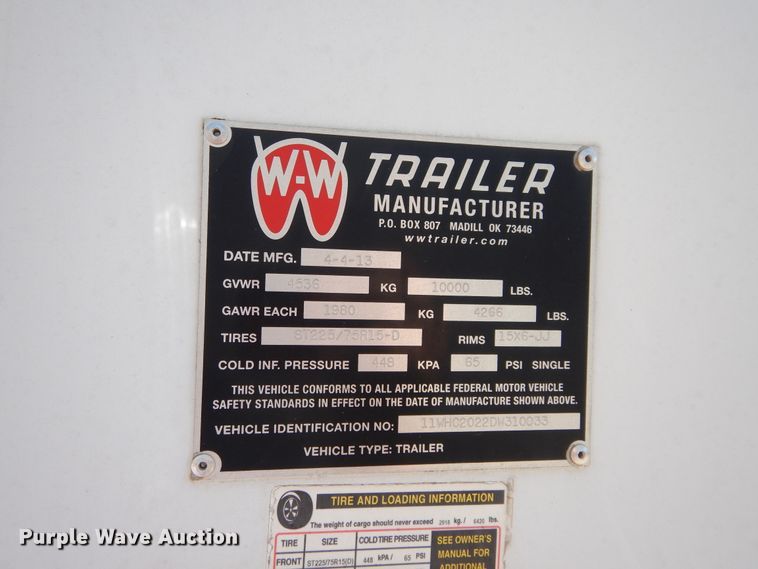 W-W TRAILER
MANUFACTURER
P.O. BOX 807 MADILL OK 73446
wwtrailer.com
DATE MFG. 4-4-13
GVWR 4536 KG 10000 LBS.
GAWR EACH 1980 KG 4266 LBS.
TIRES ST225/75R15-D RIMS 15X6-JJ
COLD INF. PRESSURE 448 KPA 65 PSI SINGLE
THIS VEHICLE CONFORMS TO ALL APPLICABLE FEDERAL MOTOR VEHICLE
SAFETY STANDARDS IN EFFECT ON THE DATE OF MANUFACTURE SHOWN ABOVE.
VEHICLE IDENTIFICATION NO: 11WHC2022DW310033
VEHICLE TYPE: TRAILER
TIRE AND LOADING INFORMATION
The weight of cargo should never exceed 2918 kg./ 6420 lbs.
TIRE SIZE COLD TIRE PRESSURE SEE OWNER'S
MANUAL FOR
FRONT ST225/75R15(D) 448 kPA / 65 PSI
ADDITIONAL
Purple Wave Auction